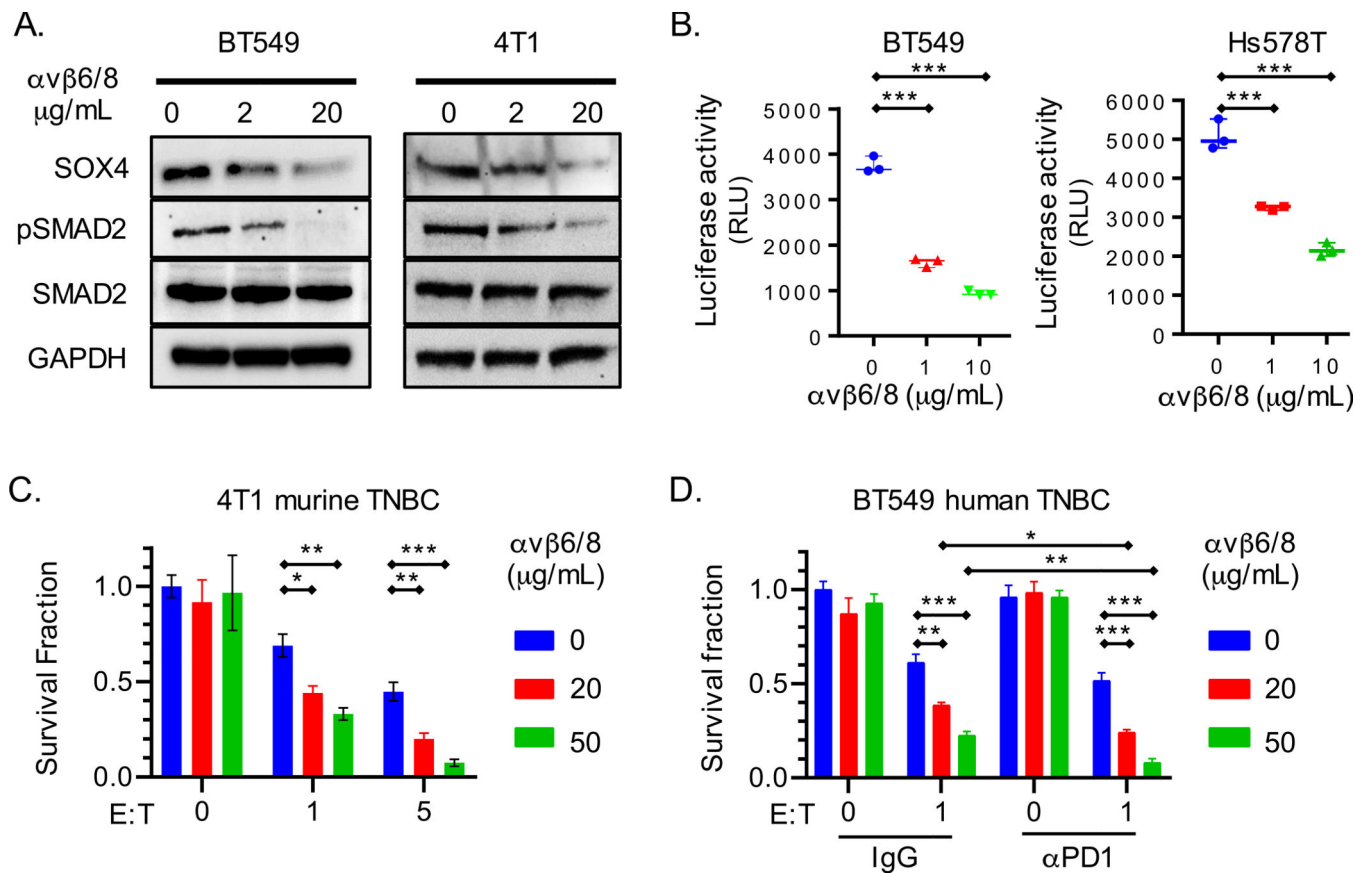 A.
BT549
4T1
αvβ6/8
μg/mL
0 2 20
0 2 20
SOX4
pSMAD2
SMAD2
GAPDH
B.
BT549
Hs578T
***
***
***
***
Luciferase activity
(RLU)
5000
4000
3000
2000
1000
0
0 1 10
αvβ6/8 (μg/mL)
Luciferase activity
(RLU)
6000
5000
4000
3000
2000
1000
0
0 1 10
αvβ6/8 (μg/mL)
C.
4T1 murine TNBC
Survival Fraction
1.0
0.5
0.0
**
*
***
**
E:T 0 1 5
αvβ6/8
(μg/mL)
0
20
50
D.
BT549 human TNBC
Survival fraction
1.0
0.5
0.0
*
**
***
**
***
***
E:T 0 1 0 1
IgG αPD1
αvβ6/8
(μg/mL)
0
20
50